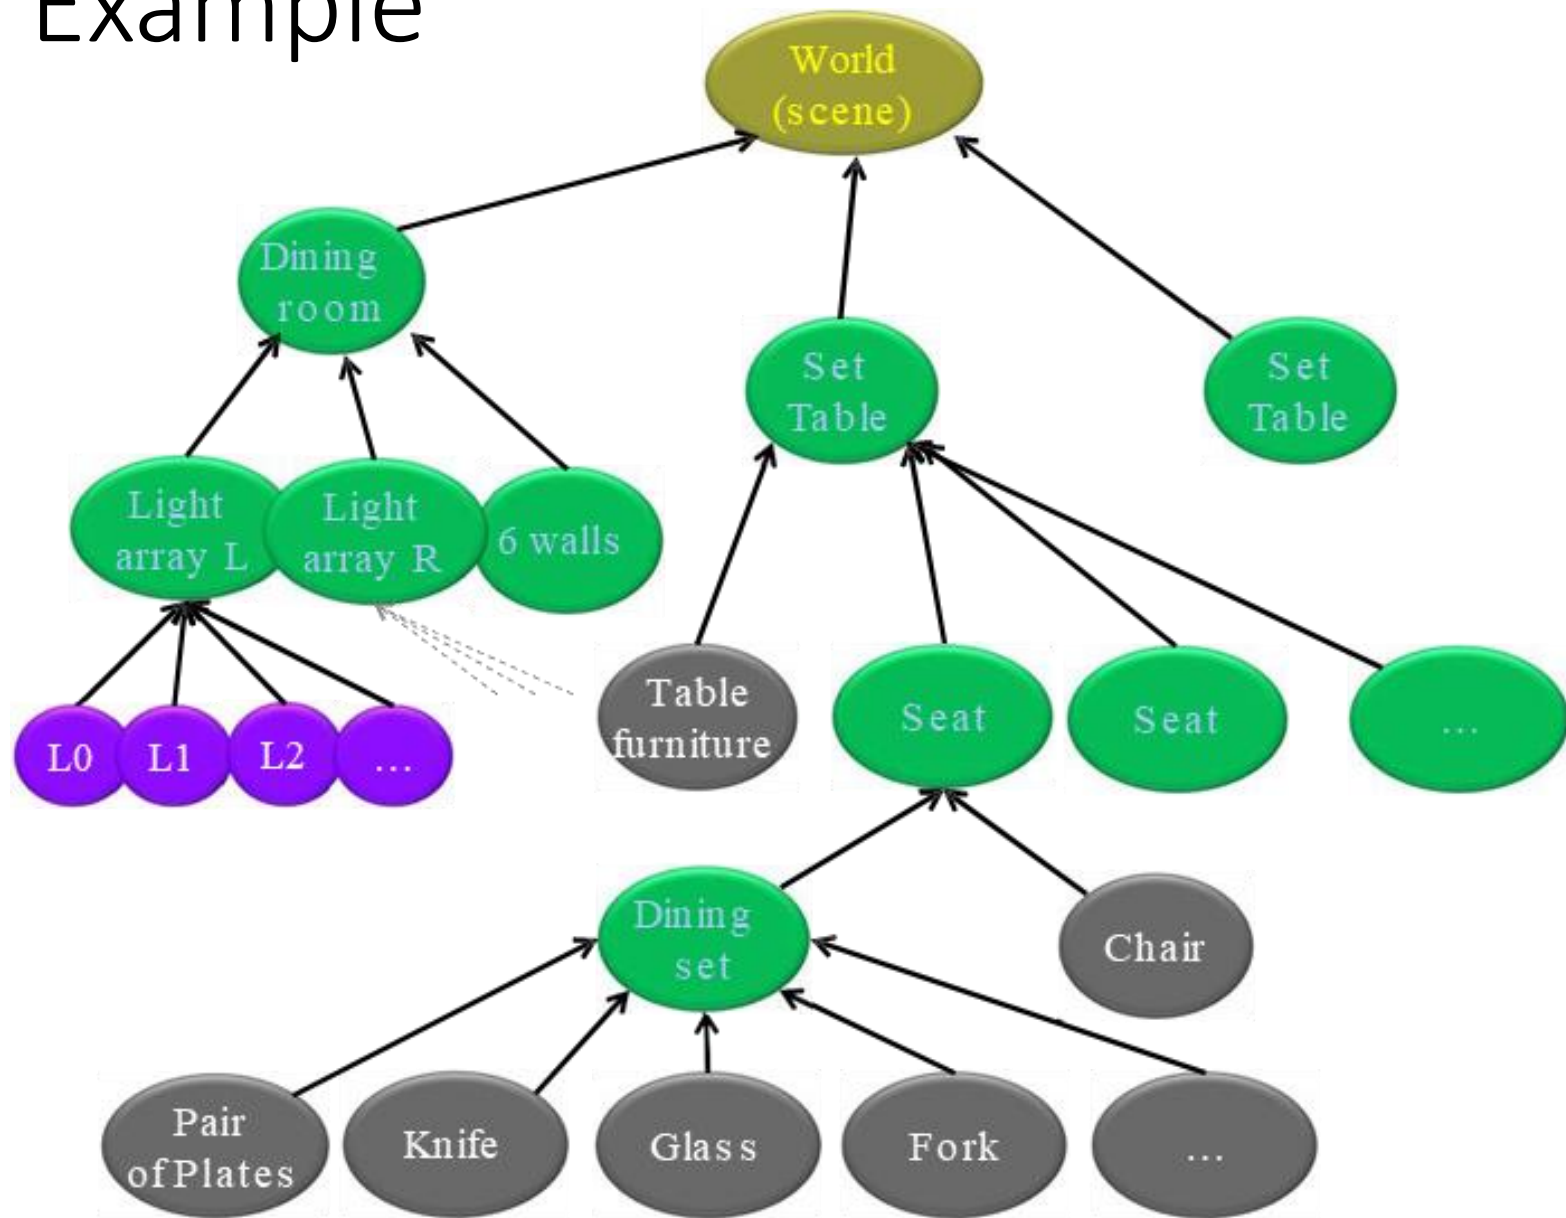 Example
World
(scene)
Dining
room
Set
Table
Set
Table
Light
array L
Light
array R
6 walls
L0
L1
L2
...
Table
furniture
Seat
Seat
...
Dining
set
Chair
Pair
of Plates
Knife
Glass
Fork
...